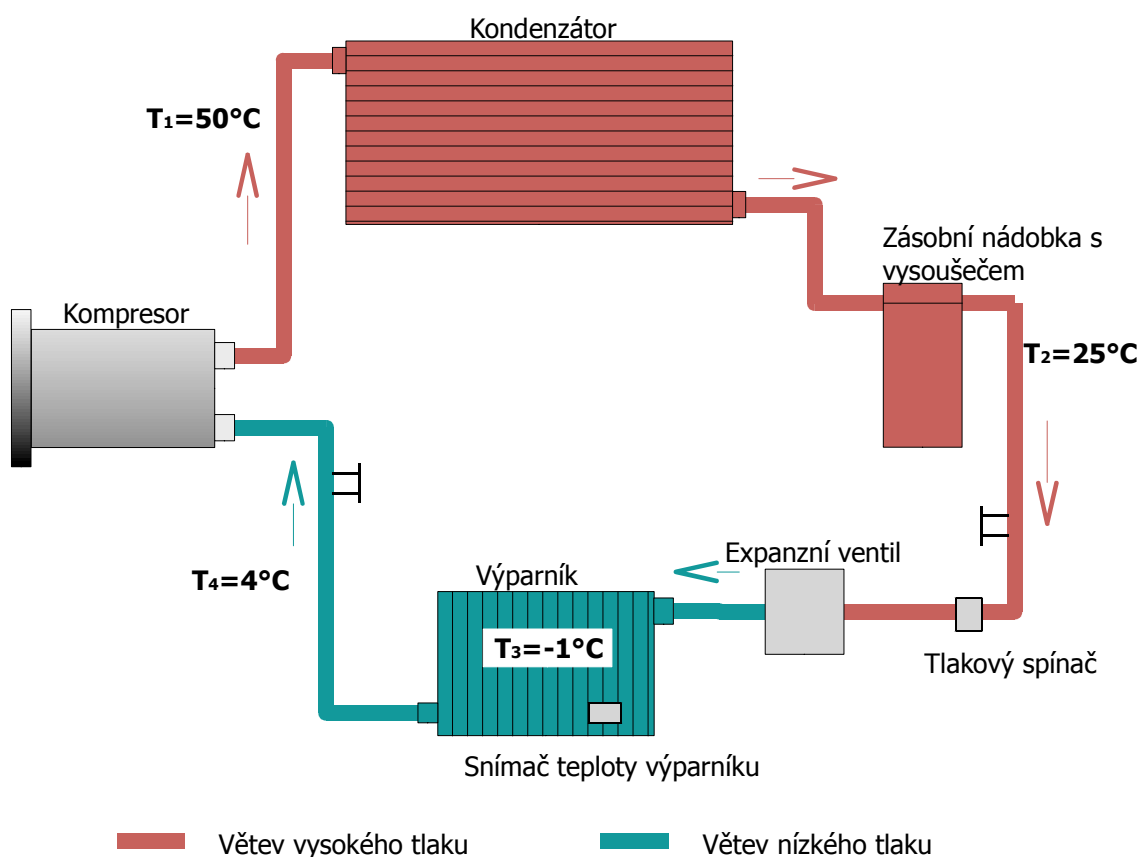 Kondenzátor
T₁=50°C
Zásobní nádobka s
vysoušečem
Kompresor
T₂=25°C
Expanzní ventil
T₄=4°C
Výparník
T₃=-1°C
Tlakový spínač
Snímač teploty výparníku
Větev vysokého tlaku
Větev nízkého tlaku